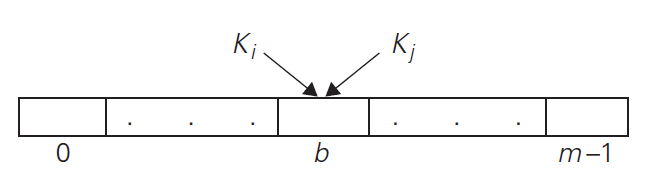 Ki Kj
. . . . . .
0 b m–1